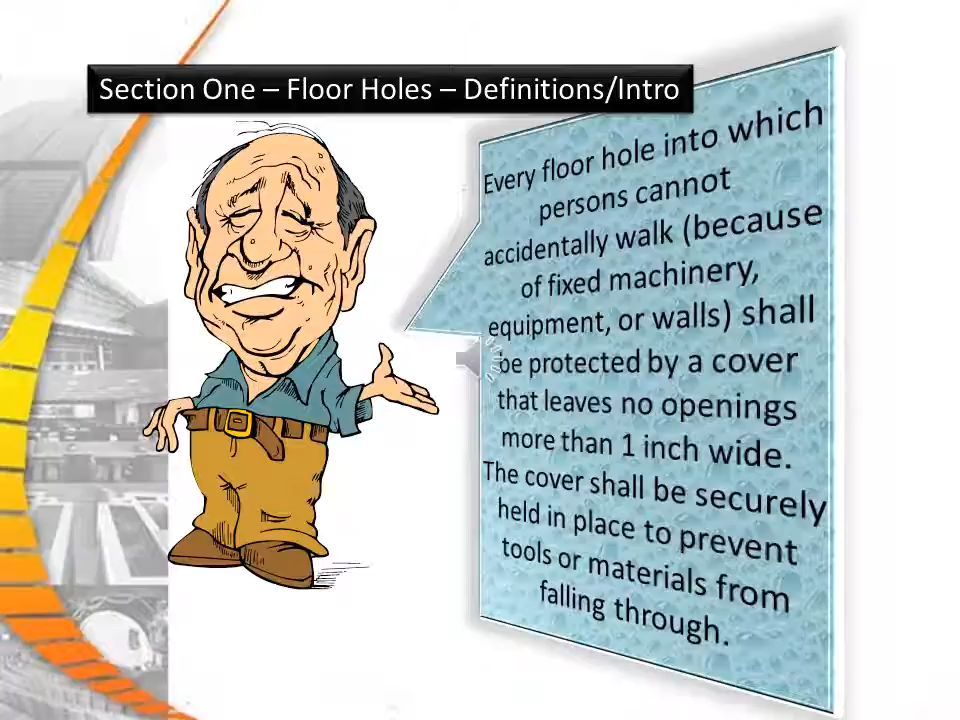 Section One – Floor Holes – Definitions/Intro
Every floor hole into which
persons cannot
accidentally walk (because
of fixed machinery,
equipment, or walls) shall
be protected by a cover
that leaves no openings
more than 1 inch wide.
The cover shall be securely
held in place to prevent
tools or materials from
falling through.